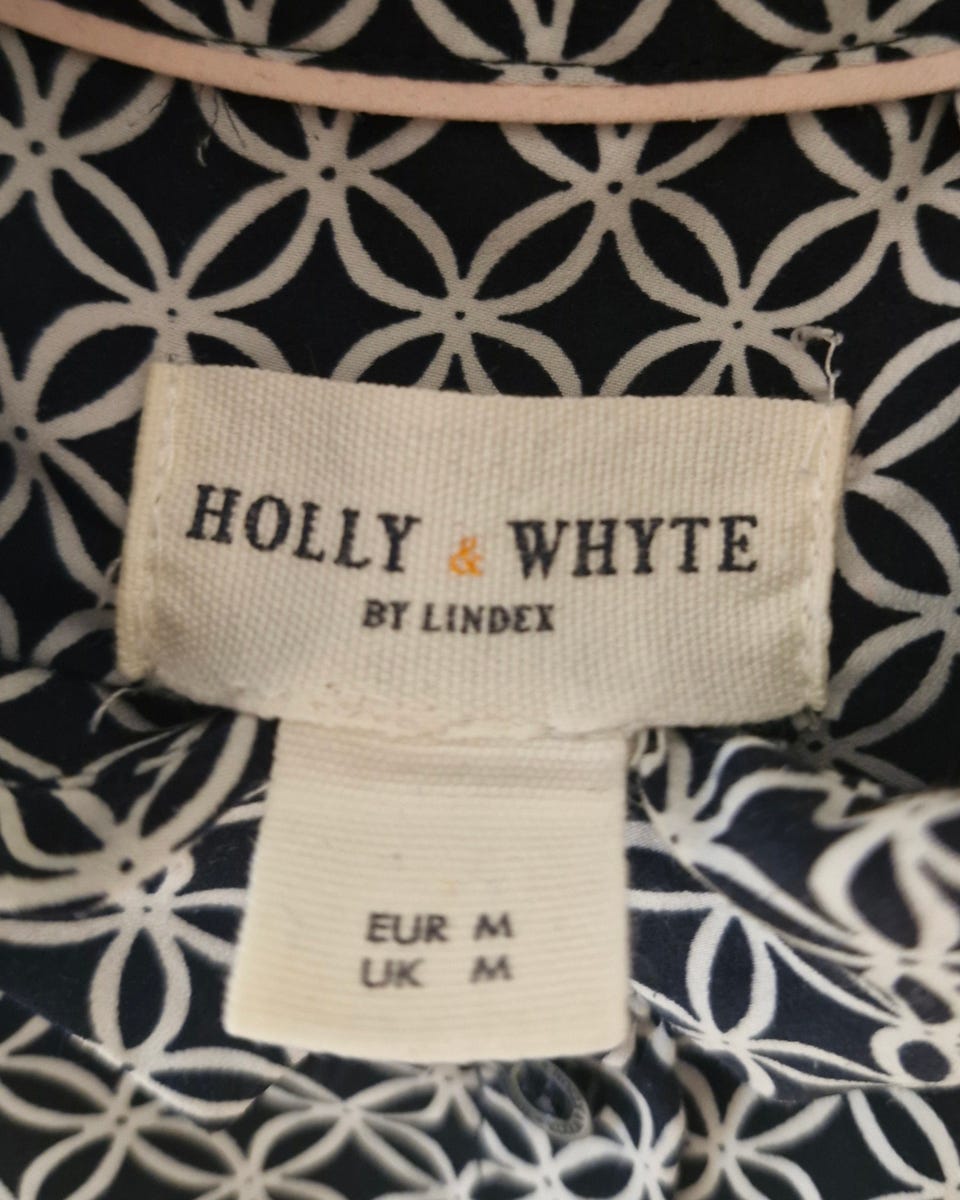 HOLLY & WHYTE
BY LINDEX
EUR M
UK M